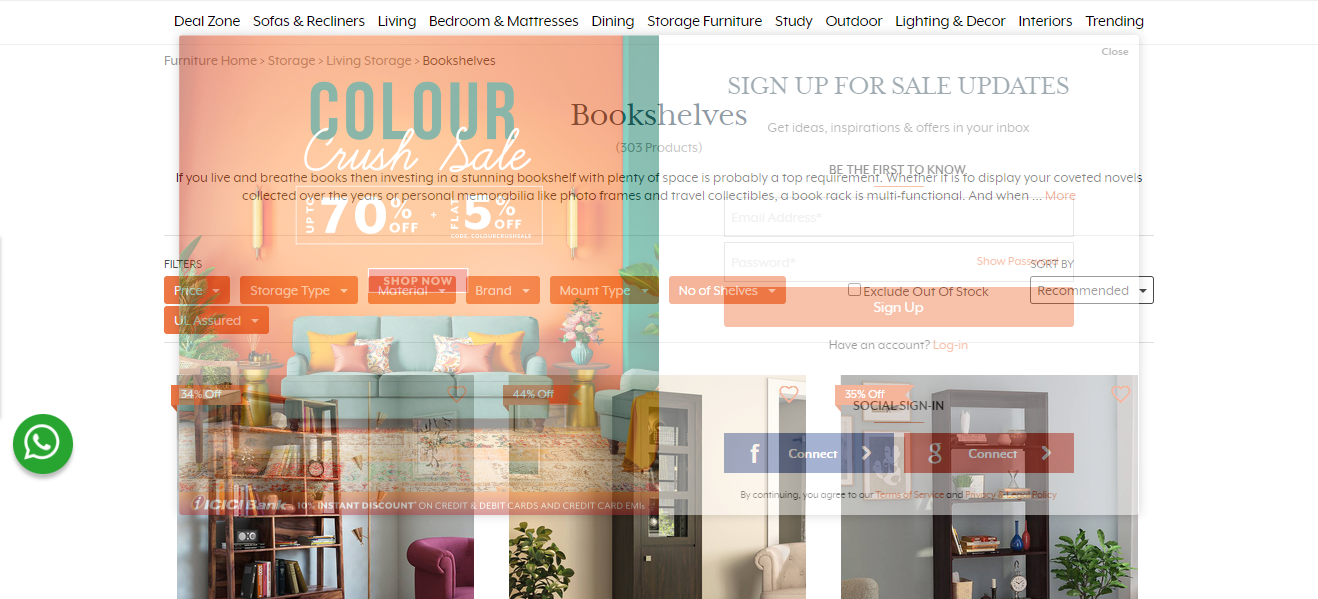 Deal Zone Sofas & Recliners Living Bedroom & Mattresses Dining Storage Furniture Study Outdoor Lighting & Decor Interiors Trending
Close
Furniture Home > Storage > Living Storage > Bookshelves
COLOUR
Crush Sale
UP TO 70% OFF + FLAT 5% OFF
CODE: COLOURCRUSHSALE
SHOP NOW
SIGN UP FOR SALE UPDATES
Get ideas, inspirations & offers in your inbox
BE THE FIRST TO KNOW
Email Address*
Password*
Show Password
Sign Up
Have an account? Log-in
SOCIAL SIGN-IN
f Connect
g Connect
By continuing, you agree to our Terms of Service and Privacy & Legal Policy
ICICI Bank 10% INSTANT DISCOUNT* ON CREDIT & DEBIT CARDS AND CREDIT CARD EMIs
Bookshelves
(303 Products)
If you live and breathe books then investing in a stunning bookshelf with plenty of space is probably a top requirement. Whether it is to display your coveted novels
collected over the years or personal memorabilia like photo frames and travel collectibles, a book rack is multi-functional. And when ... More
FILTERS
SORT BY
Price Storage Type Material Brand Mount Type No of Shelves
Exclude Out Of Stock
Recommended
UL Assured
34% Off
44% Off
35% Off